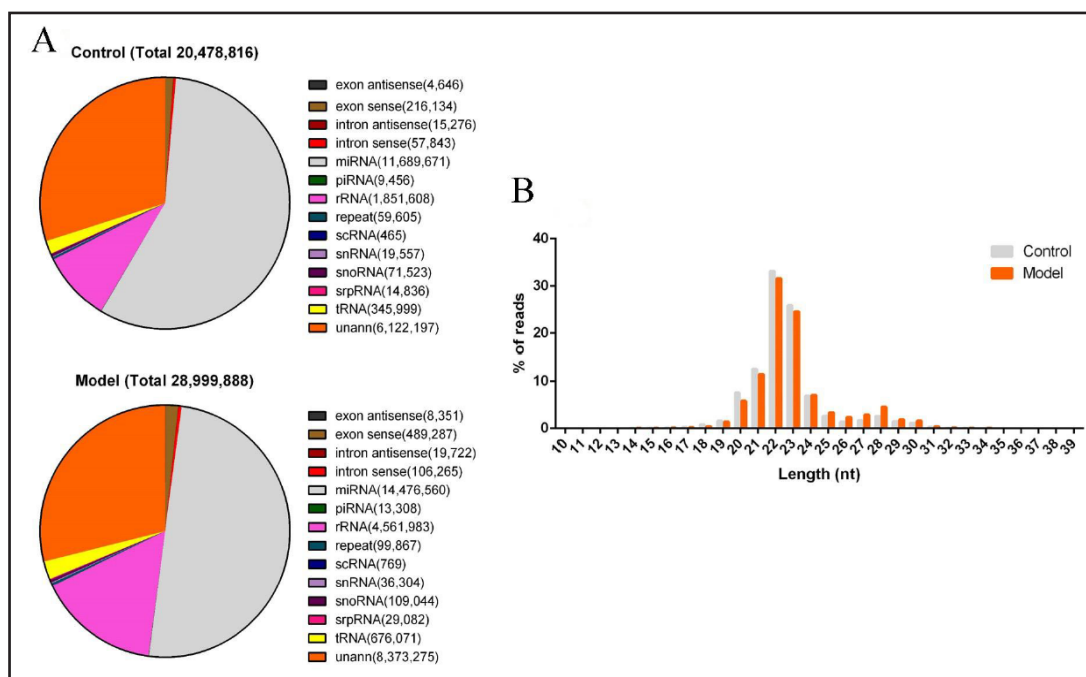 A
Control (Total 20,478,816)
exon antisense(4,646)
exon sense(216,134)
intron antisense(15,276)
intron sense(57,843)
miRNA(11,689,671)
piRNA(9,456)
rRNA(1,851,608)
repeat(59,605)
scRNA(465)
snRNA(19,557)
snoRNA(71,523)
srpRNA(14,836)
tRNA(345,999)
unann(6,122,197)
Model (Total 28,999,888)
exon antisense(8,351)
exon sense(489,287)
intron antisense(19,722)
intron sense(106,265)
miRNA(14,476,560)
piRNA(13,308)
rRNA(4,561,983)
repeat(99,867)
scRNA(769)
snRNA(36,304)
snoRNA(109,044)
srpRNA(29,082)
tRNA(676,071)
unann(8,373,275)
B
Control
Model
% of reads
40
30
20
10
0
10 11 12 13 14 15 16 17 18 19 20 21 22 23 24 25 26 27 28 29 30 31 32 33 34 35 36 37 38 39
Length (nt)